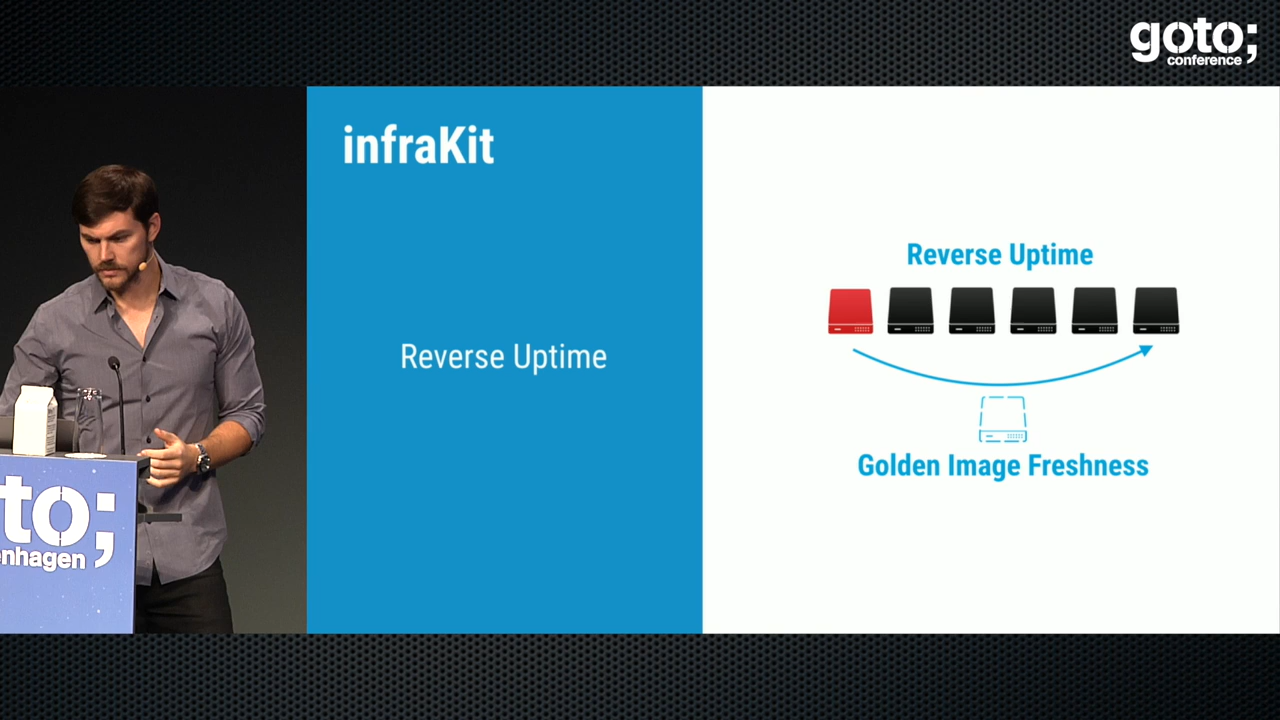 goto;
conference
infraKit
Reverse Uptime
Reverse Uptime
Golden Image Freshness
to;
enhagen